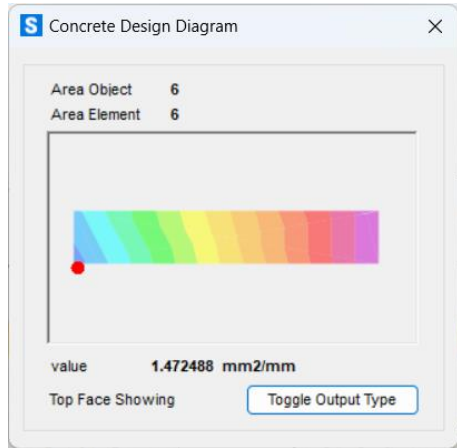 S Concrete Design Diagram
Area Object 6
Area Element 6
value 1.472488 mm2/mm
Top Face Showing Toggle Output Type